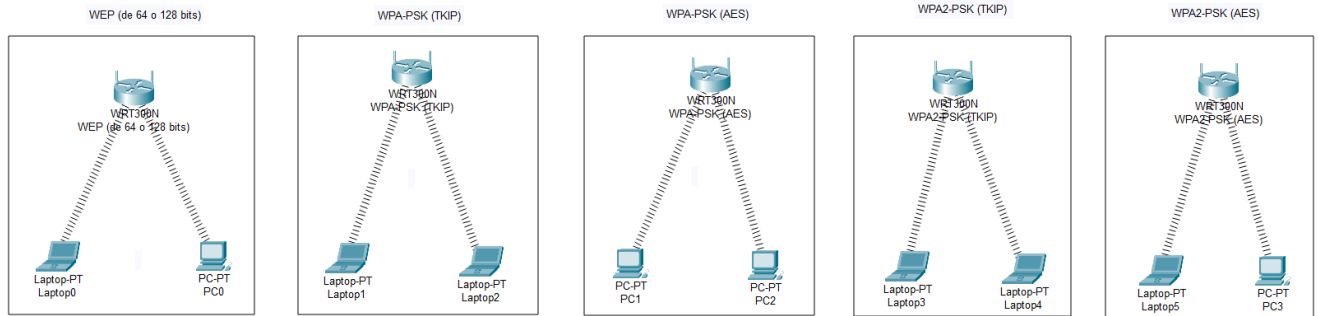 WEP (de 64 o 128 bits)
WRT300N
WEP (de 64 o 128 bits)
Laptop-PT
Laptop0
PC-PT
PC0
WPA-PSK (TKIP)
WRT300N
WPA-PSK (TKIP)
Laptop-PT
Laptop1
Laptop-PT
Laptop2
WPA-PSK (AES)
WRT300N
WPA-PSK (AES)
PC-PT
PC1
PC-PT
PC2
WPA2-PSK (TKIP)
WRT300N
WPA2-PSK (TKIP)
Laptop-PT
Laptop3
Laptop-PT
Laptop4
WPA2-PSK (AES)
WRT300N
WPA2-PSK (AES)
Laptop-PT
Laptop5
PC-PT
PC3